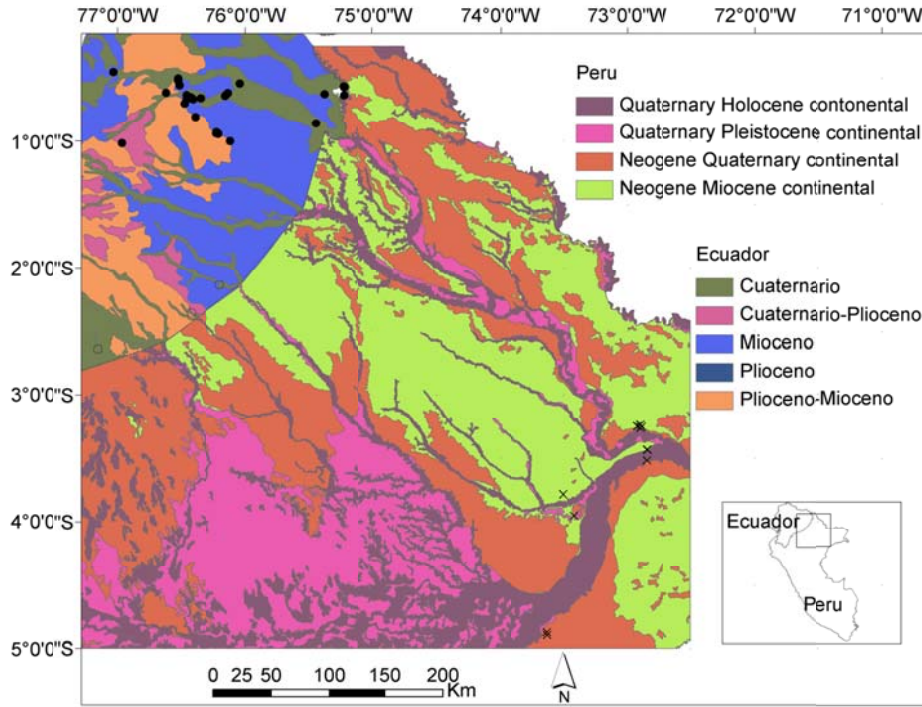 77°0'0"W 76°0'0"W 75°0'0"W 74°0'0"W 73°0'0"W 72°0'0"W 71°0'0"W
Peru
Quaternary Holocene contonental
Quaternary Pleistocene continental
Neogene Quaternary continental
Neogene Miocene continental
1°0'0"S
Ecuador
2°0'0"S
Cuaternario
Cuaternario-Plioceno
Mioceno
Plioceno
Plioceno-Mioceno
3°0'0"S
4°0'0"S
Ecuador
Peru
5°0'0"S
0 25 50 100 150 200
Km
N